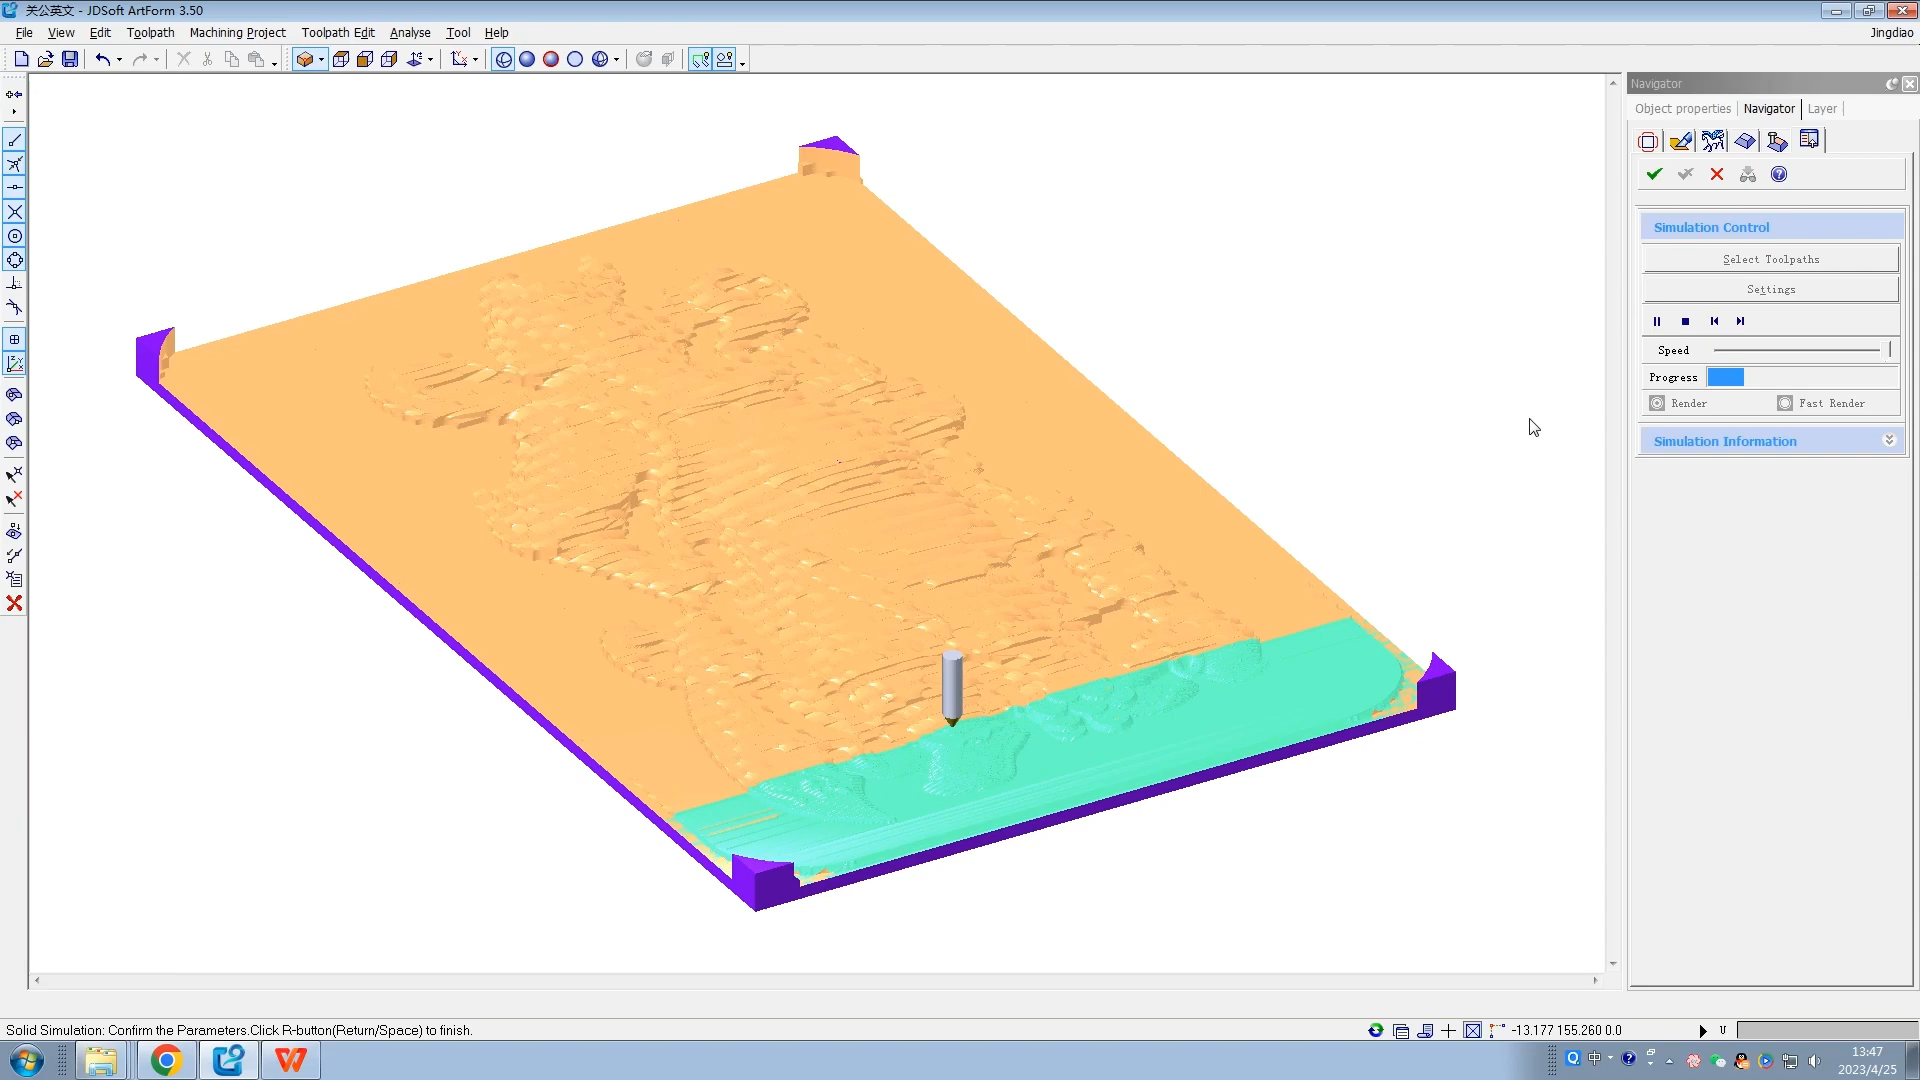 关公英文 - JDSoft ArtForm 3.50
File View Edit Toolpath Machining Project Toolpath Edit Analyse Tool Help Jingdiao
Navigator
Object properties Navigator Layer
Simulation Control
Select Toolpaths
Settings
Speed
Progress
Render Fast Render
Simulation Information
Solid Simulation: Confirm the Parameters.Click R-button(Return/Space) to finish.
-13.177 155.260 0.0
U
中
13:47
2023/4/25